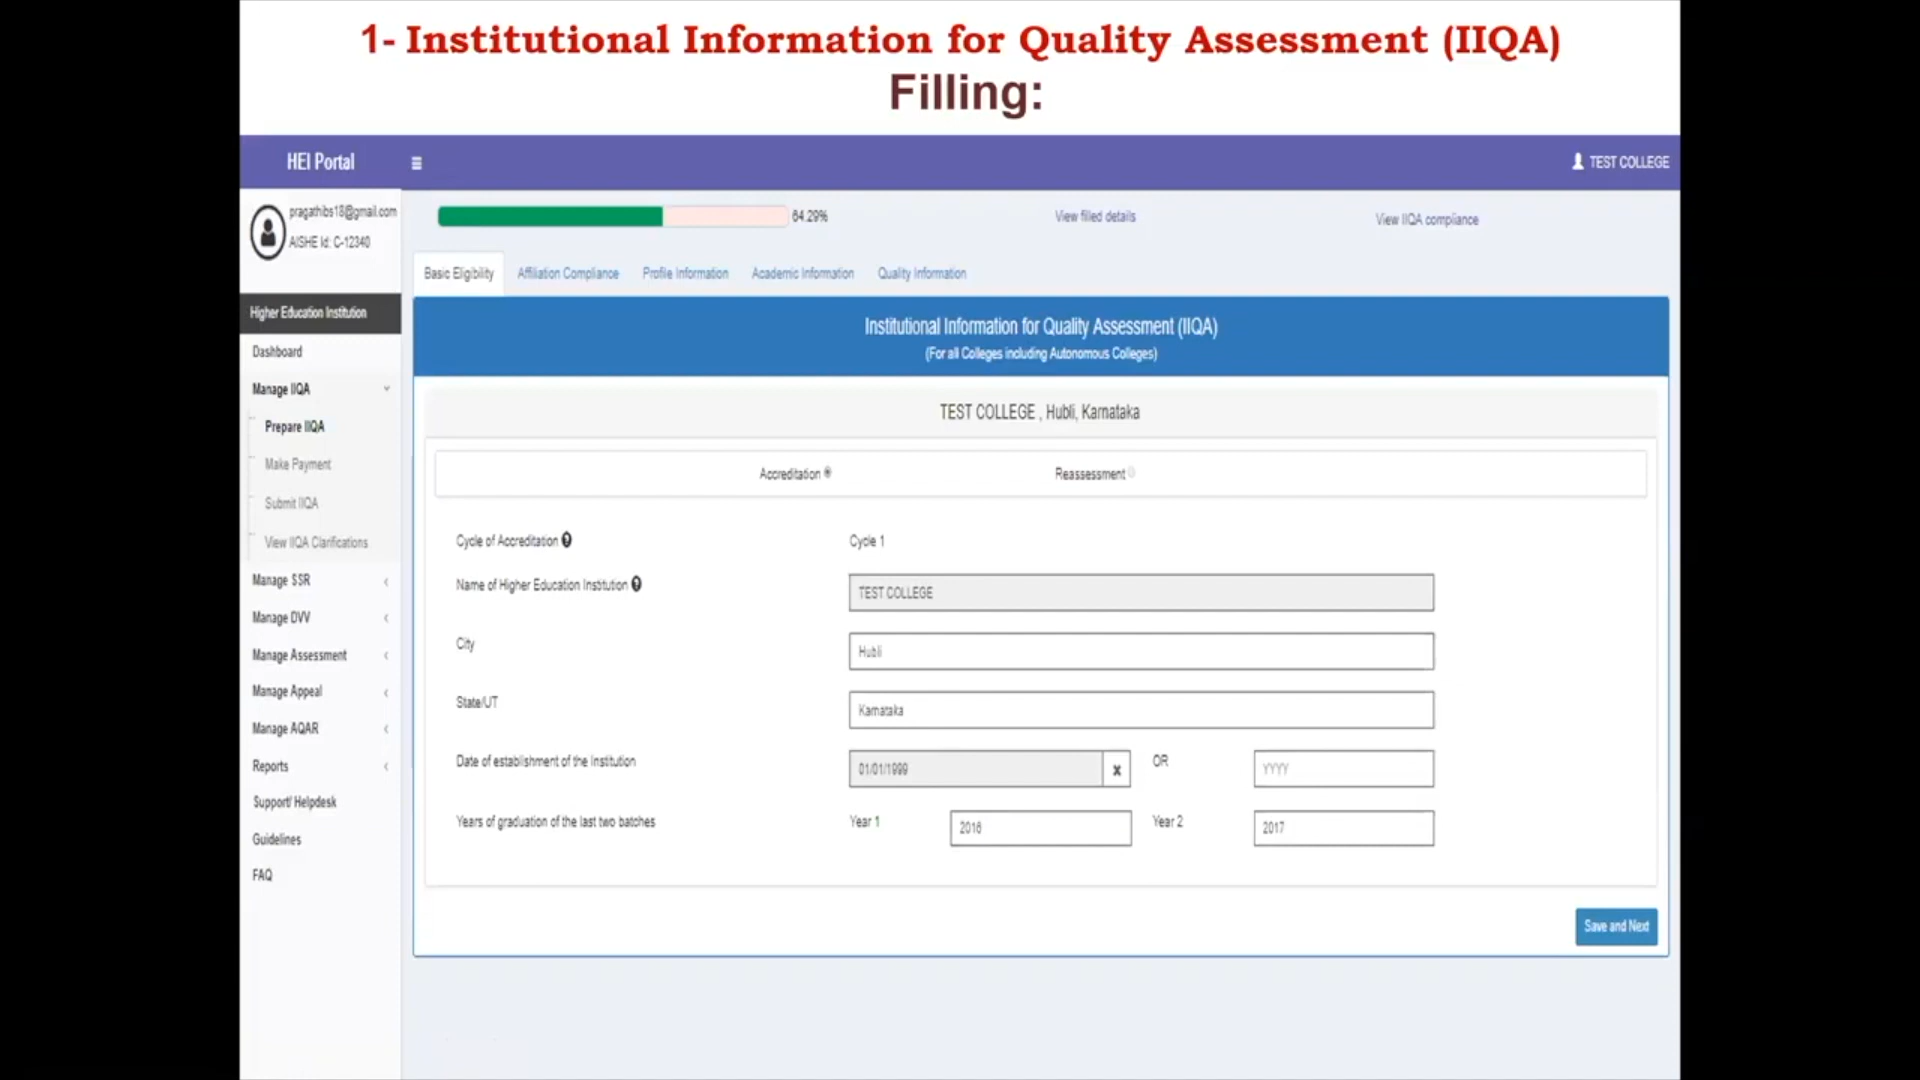 1- Institutional Information for Quality Assessment (IIQA)
Filling:
HEI Portal
TEST COLLEGE
pragathibs18@gmail.com
AISHE Id: C-12340
64.29%
View filled details
View IIQA compliance
Basic Eligibility
Affiliation Compliance
Profile Information
Academic Information
Quality Information
Higher Education Institution
Dashboard
Manage IIQA
Prepare IIQA
Make Payment
Submit IIQA
View IIQA Clarifications
Manage SSR
Manage DVV
Manage Assessment
Manage Appeal
Manage AQAR
Reports
Support/ Helpdesk
Guidelines
FAQ
Institutional Information for Quality Assessment (IIQA)
(For all Colleges including Autonomous Colleges)
TEST COLLEGE , Hubli, Karnataka
Accreditation
Reassessment
Cycle of Accreditation
Cycle 1
Name of Higher Education Institution
TEST COLLEGE
City
Hubli
State/UT
Karnataka
Date of establishment of the Institution
01/01/1999
x
OR
YYYY
Years of graduation of the last two batches
Year 1
2016
Year 2
2017
Save and Next